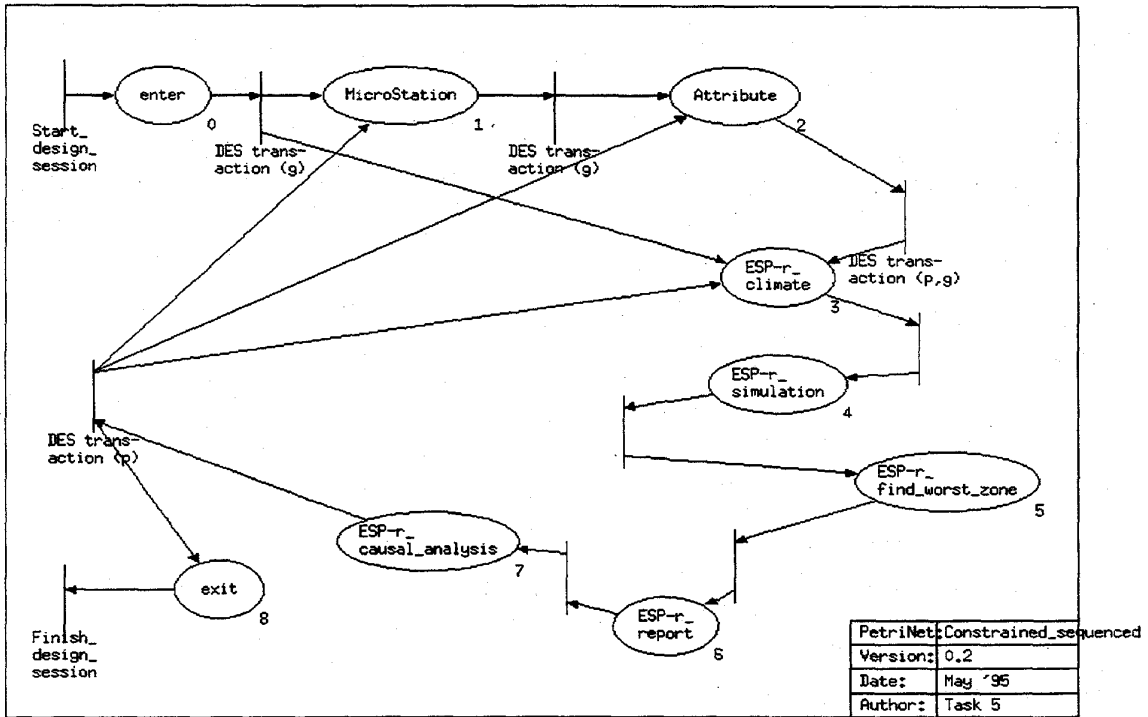 enter
0
MicroStation
1
Attribute
2
Start_
design_
session
DES trans-
action (g)
DES trans-
action (g)
ESP-r_
climate
3
DES trans-
action (p,g)
ESP-r_
simulation
4
DES trans-
action (p)
ESP-r_
find_worst_zone
5
ESP-r_
causal_analysis
7
exit
8
ESP-r_
report
6
Finish_
design_
session
PetriNet: Constrained_sequenced
Version: 0.2
Date: May '95
Author: Task 5